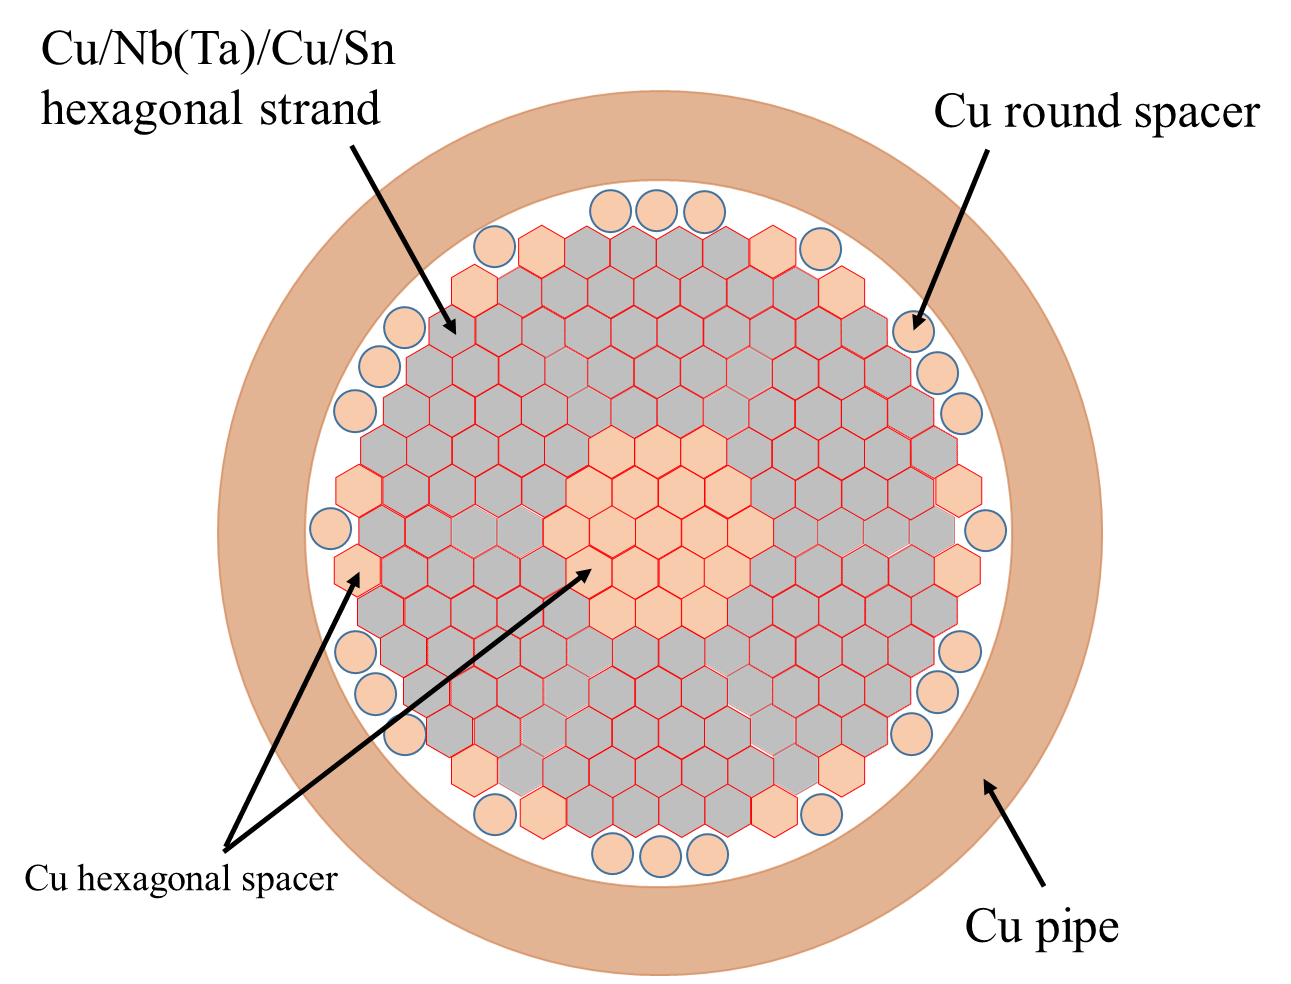 Cu/Nb(Ta)/Cu/Sn
hexagonal strand
Cu round spacer
Cu hexagonal spacer
Cu pipe